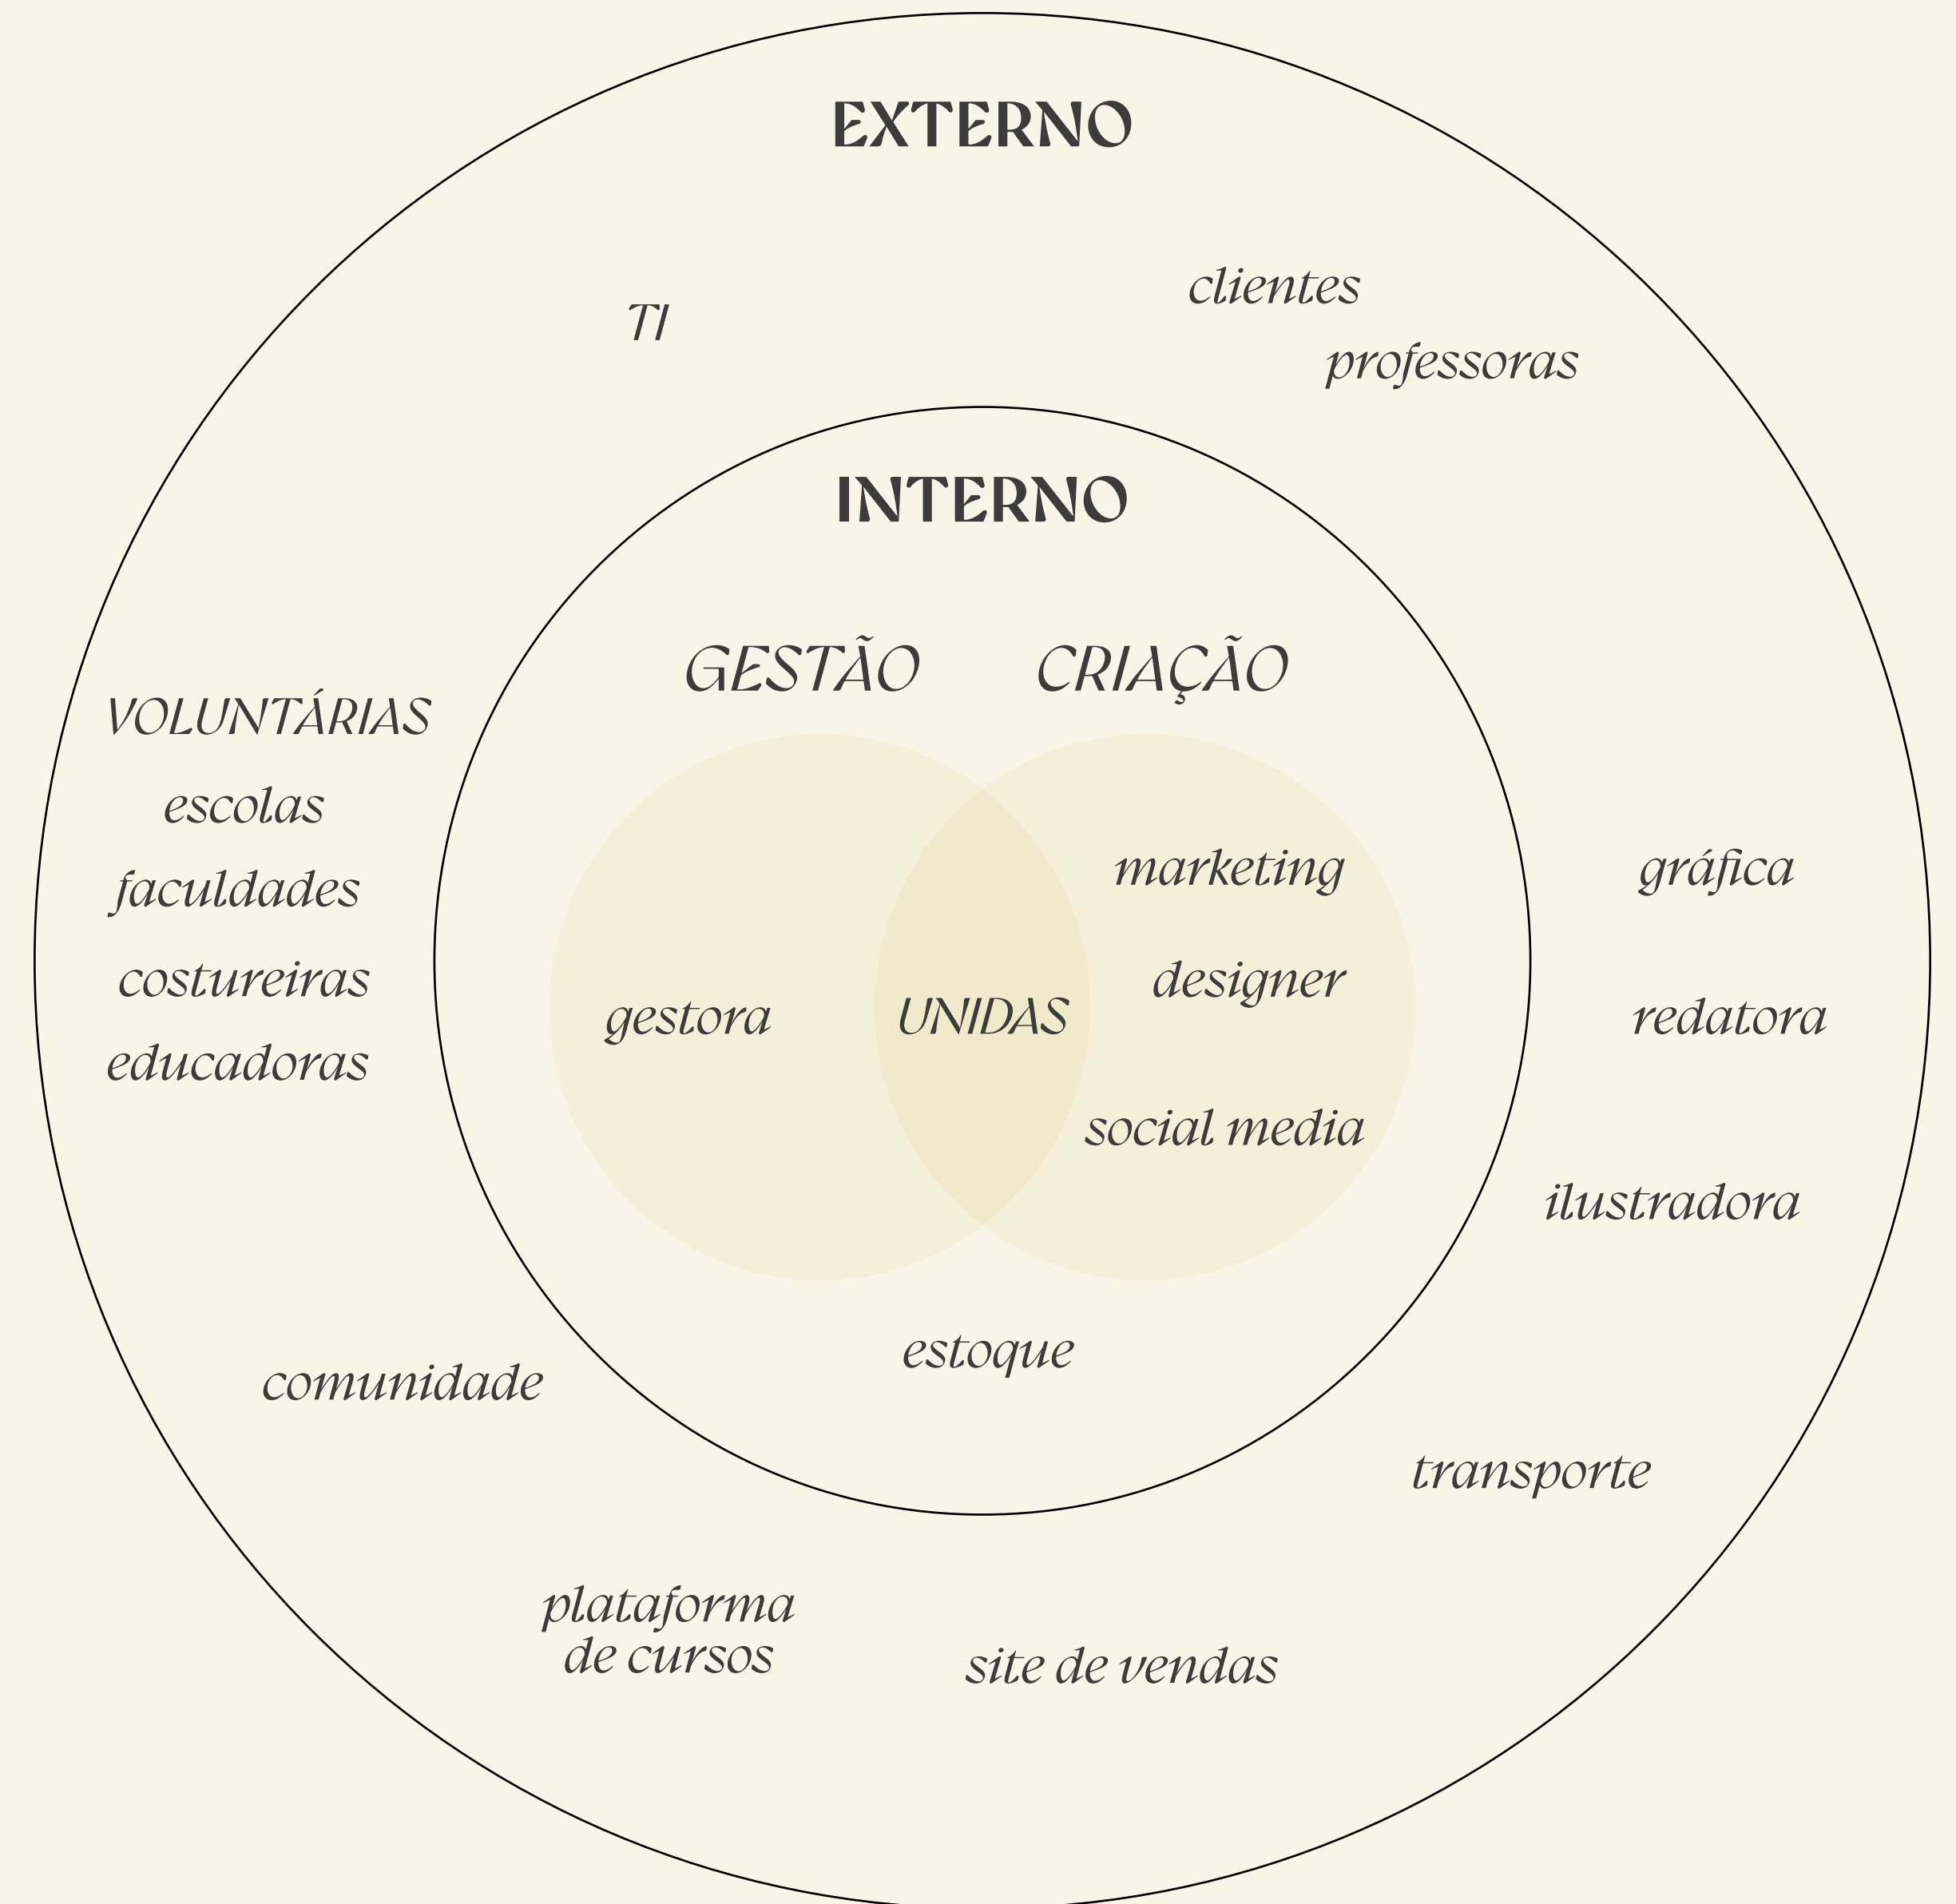 EXTERNO
clientes
TI
professoras
INTERNO
GESTÃO
CRIAÇÃO
VOLUNTÁRIAS
escolas
faculdades
costureiras
educadoras
marketing
designer
gestora
UNIDAS
social media
gráfica
redatora
ilustradora
estoque
comunidade
transporte
plataforma
de cursos
site de vendas